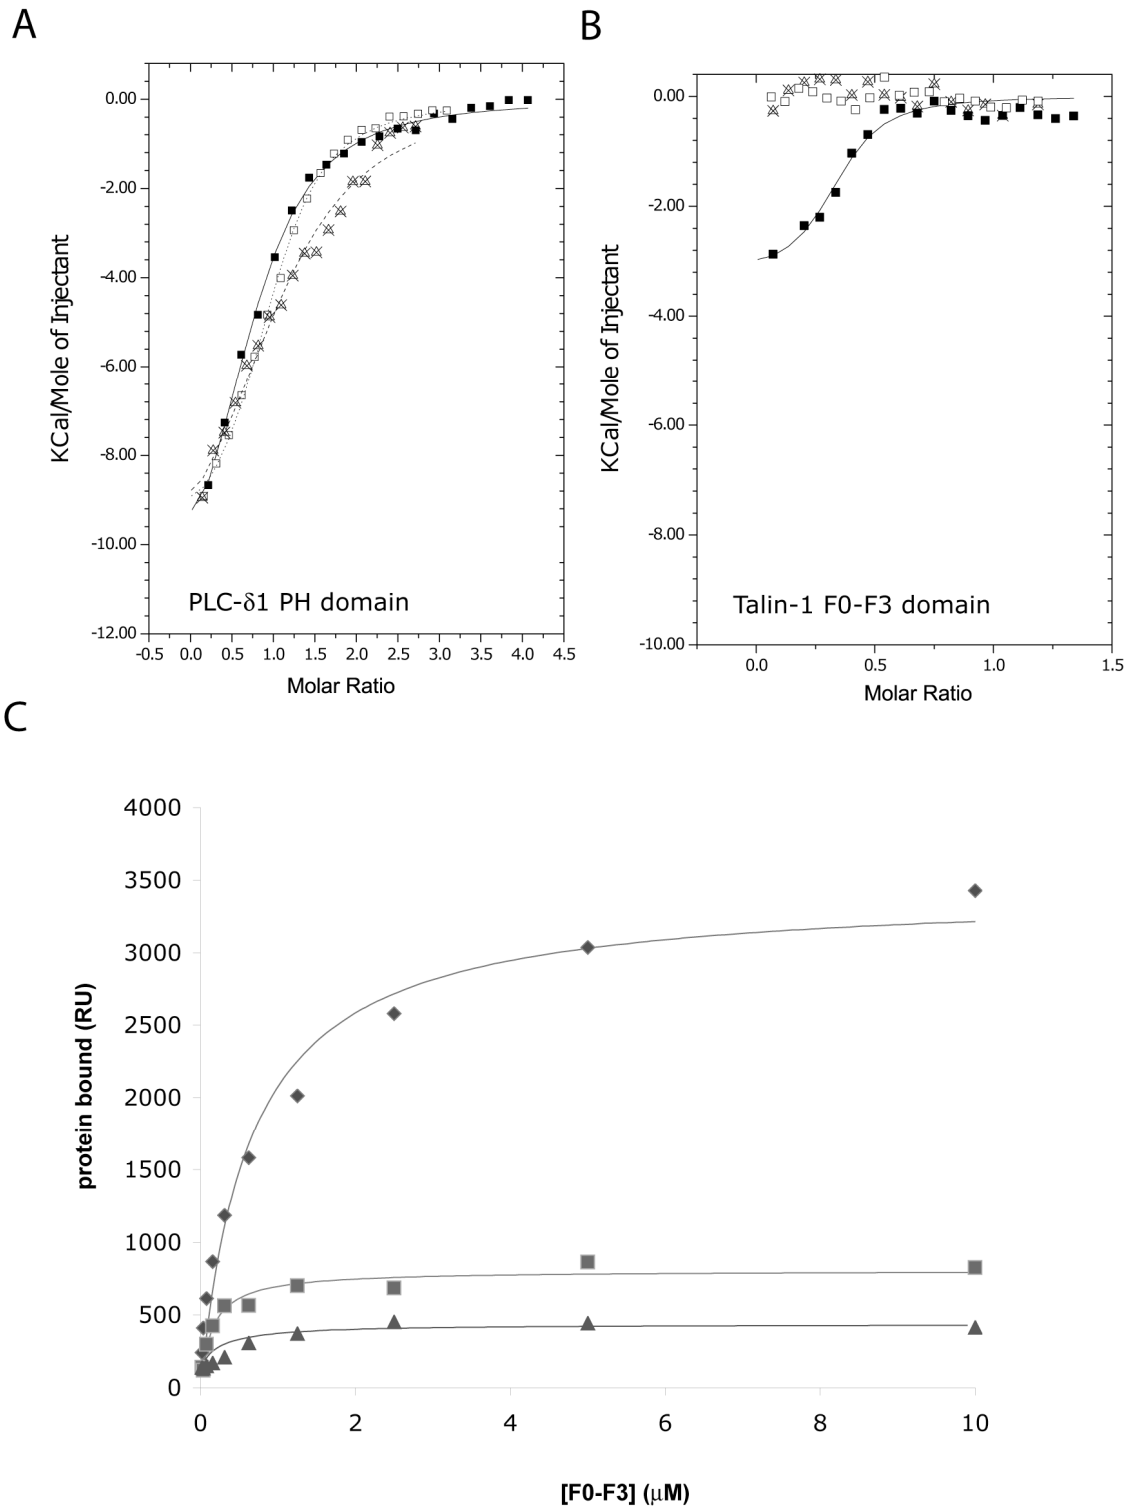 A
B
0.00
-2.00
-4.00
-6.00
-8.00
-10.00
-12.00
KCal/Mole of Injectant
PLC-δ1 PH domain
-0.5 0.0 0.5 1.0 1.5 2.0 2.5 3.0 3.5 4.0 4.5
Molar Ratio
0.00
-2.00
-4.00
-6.00
-8.00
-10.00
KCal/Mole of Injectant
Talin-1 F0-F3 domain
0.0 0.5 1.0 1.5
Molar Ratio
C
4000
3500
3000
2500
2000
1500
1000
500
0
protein bound (RU)
0 2 4 6 8 10
[F0-F3] (μM)